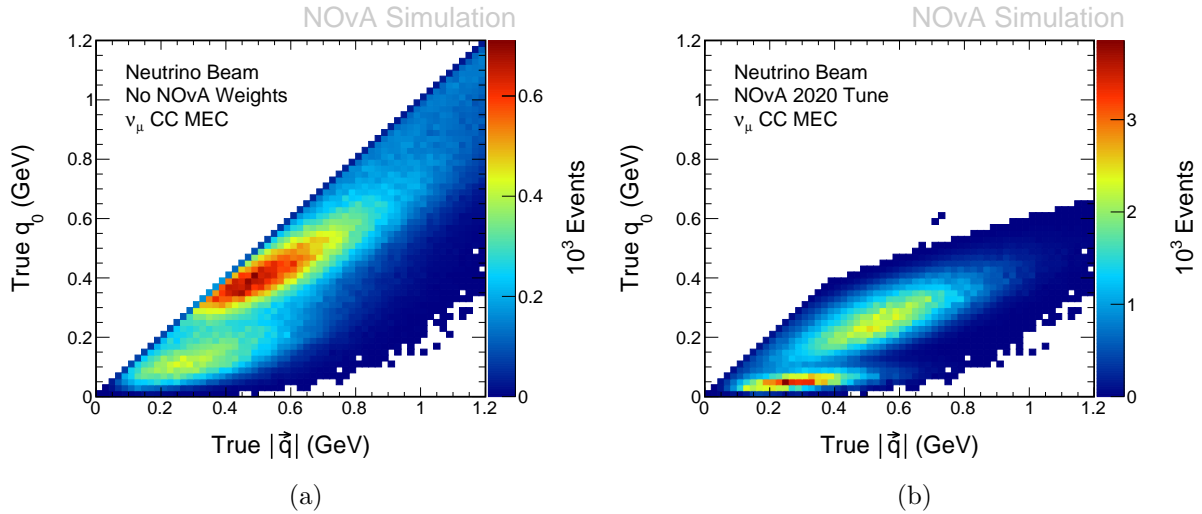 NOvA Simulation
Neutrino Beam
No NOvA Weights
νμ CC MEC
True q0 (GeV)
1.2
1
0.8
0.6
0.4
0.2
0
0 0.2 0.4 0.6 0.8 1 1.2
True |q⃗| (GeV)
0.6
0.4
0.2
0
10³ Events
(a)
NOvA Simulation
Neutrino Beam
NOvA 2020 Tune
νμ CC MEC
True q0 (GeV)
1.2
1
0.8
0.6
0.4
0.2
0
0 0.2 0.4 0.6 0.8 1 1.2
True |q⃗| (GeV)
3
2
1
0
10³ Events
(b)